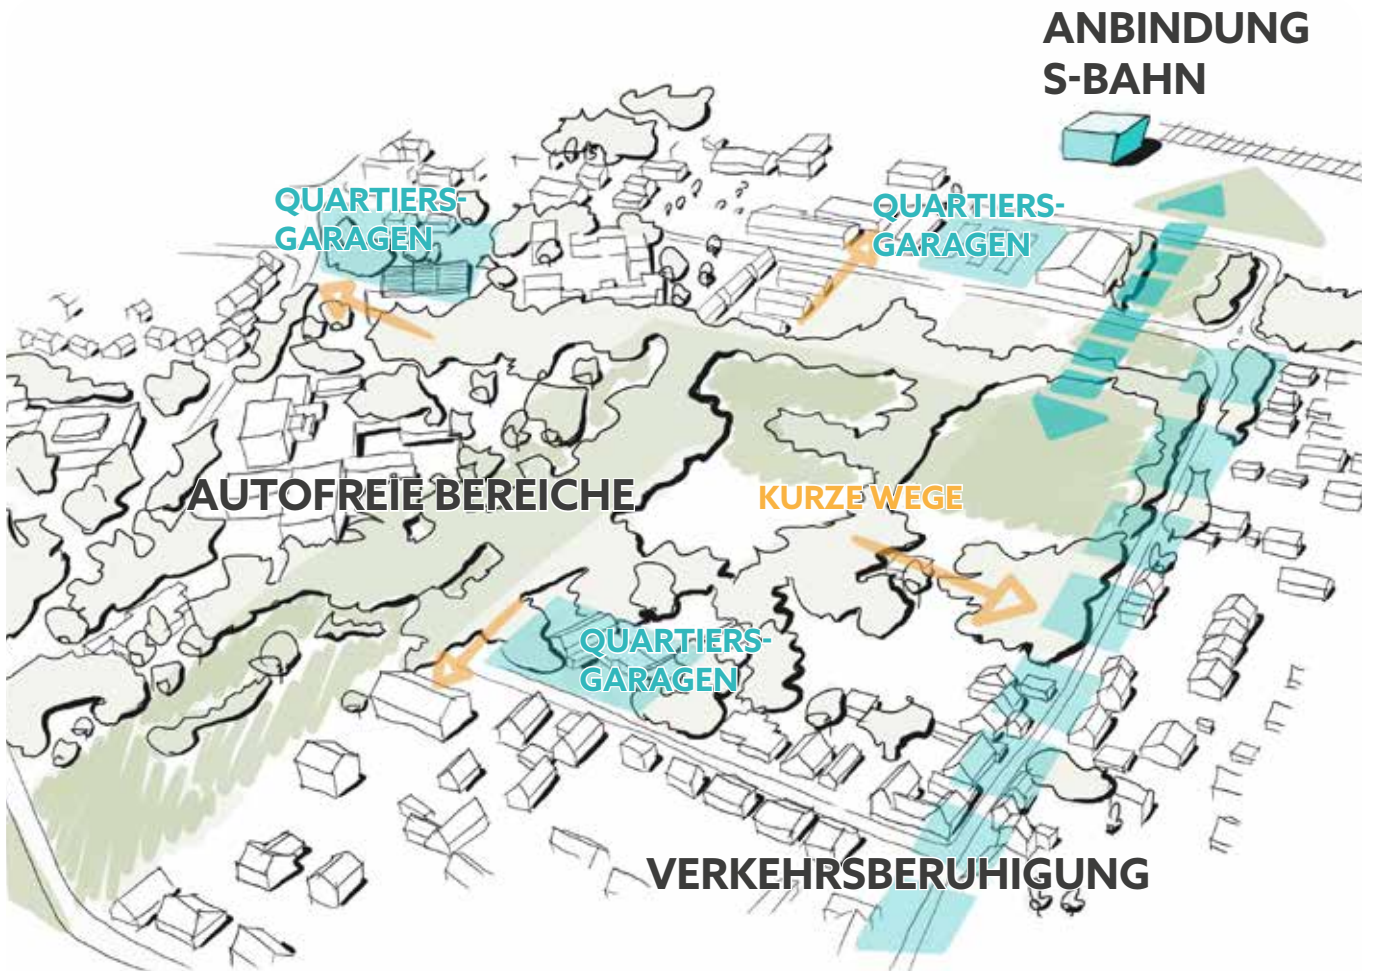 ANBINDUNG
S-BAHN
QUARTIERS-
GARAGEN
QUARTIERS-
GARAGEN
AUTOFREIE BEREICHE
KURZE WEGE
QUARTIERS-
GARAGEN
VERKEHRSBERUHIGUNG